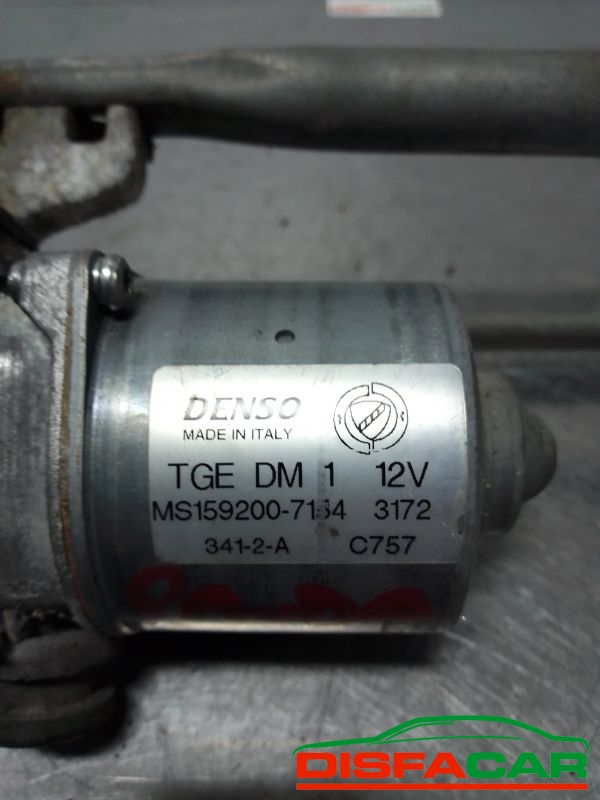 DENSO
MADE IN ITALY
TGE DM 1 12V
MS159200-7154 3172
341-2-A C757
DISFACAR